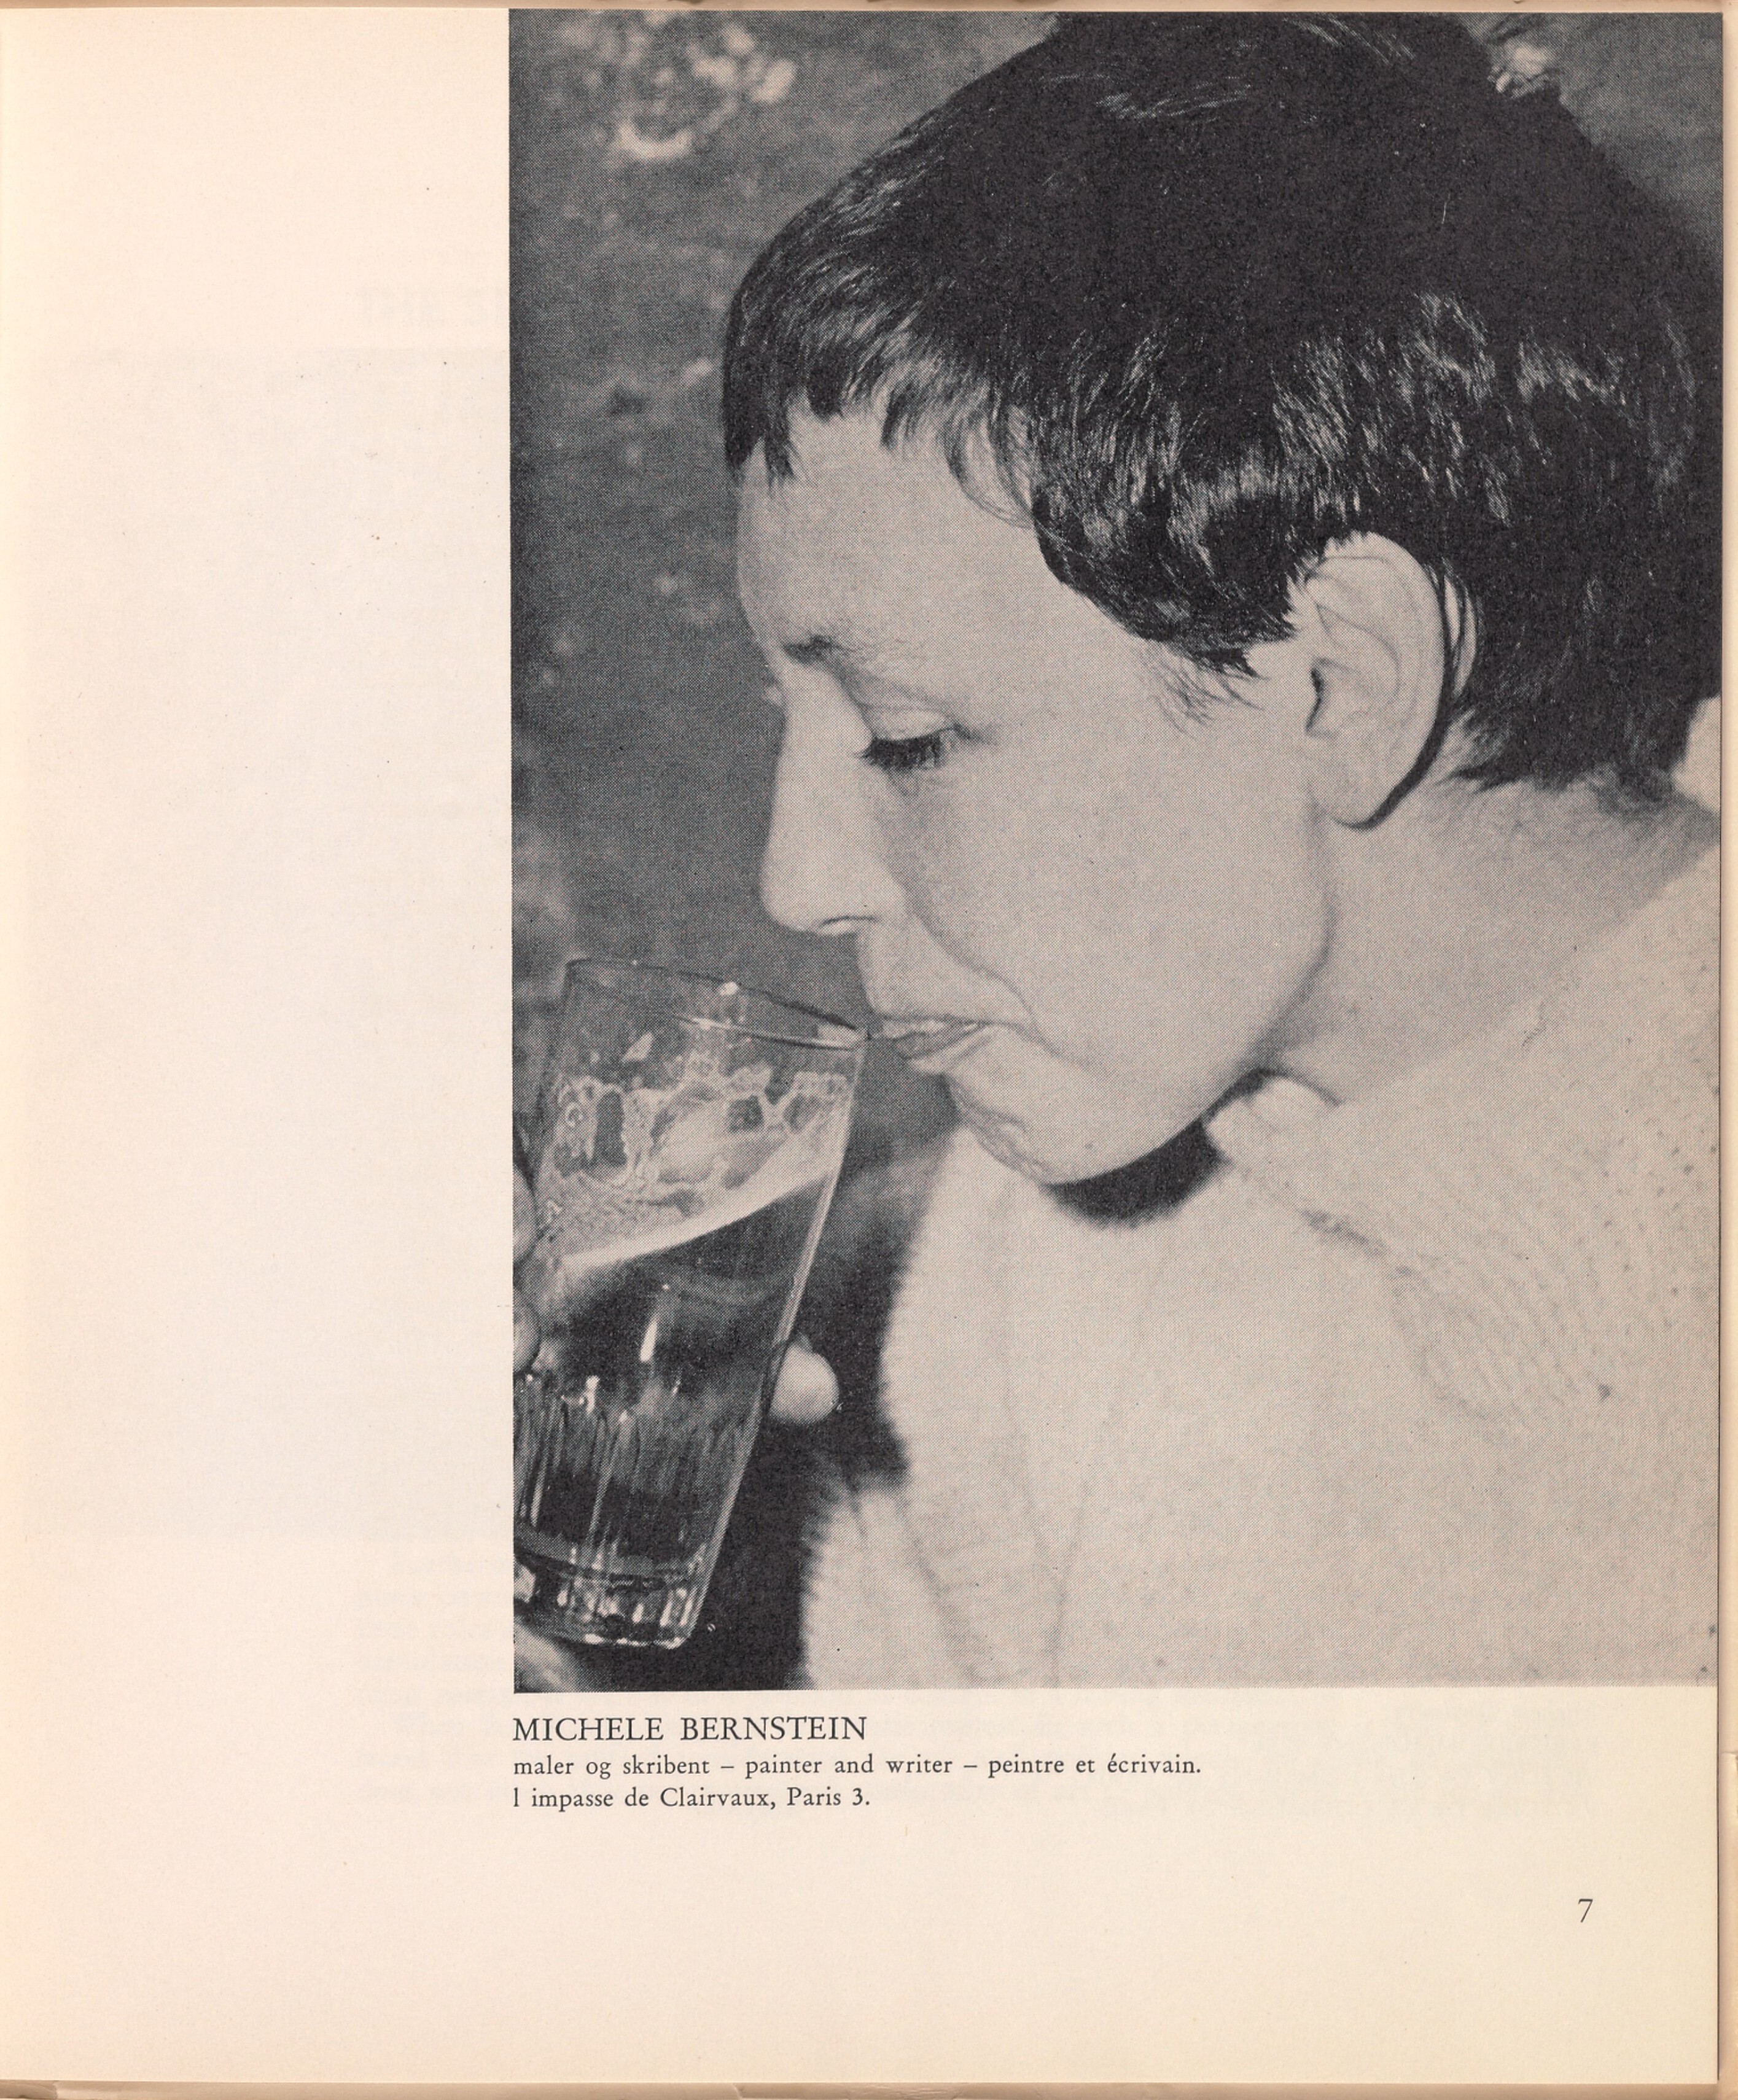 MICHELE BERNSTEIN
maler og skribent – painter and writer – peintre et écrivain.
1 impasse de Clairvaux, Paris 3.
7